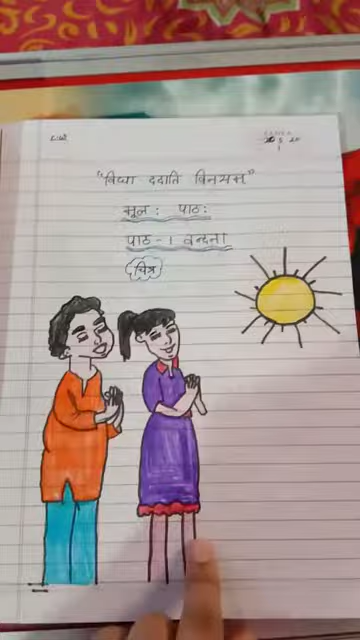 "विद्या ददाति विनयम्"
मूल : पाठः
पाठ - 1 वन्दना
चित्र